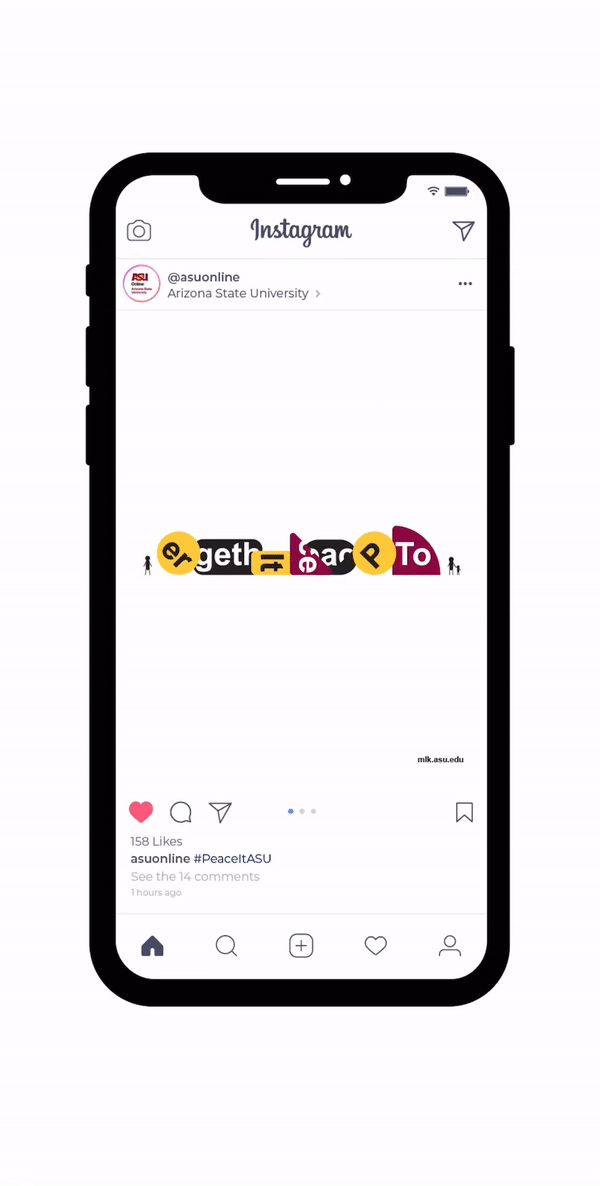 Instagram
ASU
Online
Arizona State
University
@asuonline
Arizona State University >
er geth It ce eac P To
mlk.asu.edu
158 Likes
asuonline #PeaceItASU
See the 14 comments
1 hours ago